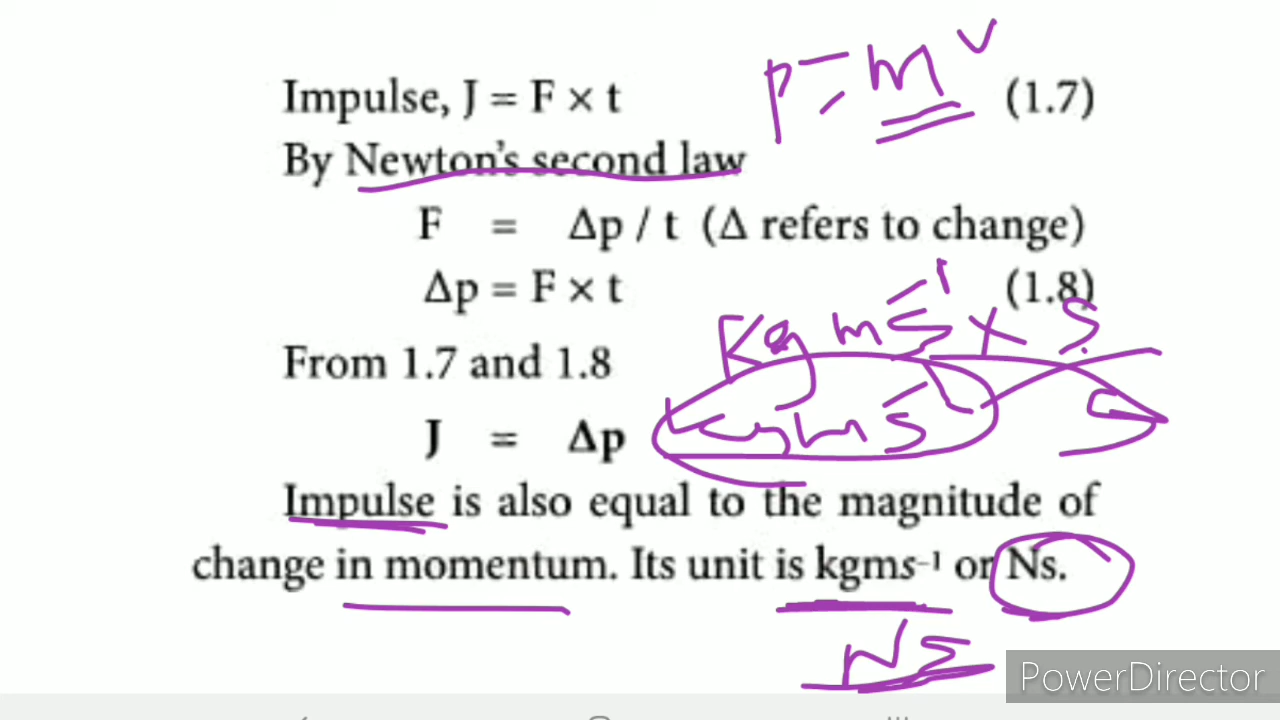 Impulse, J = F × t (1.7)
p = mv
By Newton's second law
F = Δp / t (Δ refers to change)
Δp = F × t (1.8)
Kg m s⁻¹ × s
From 1.7 and 1.8
kgms⁻
J = Δp
Impulse is also equal to the magnitude of
change in momentum. Its unit is kgms⁻¹ or Ns.
Ns
PowerDirector